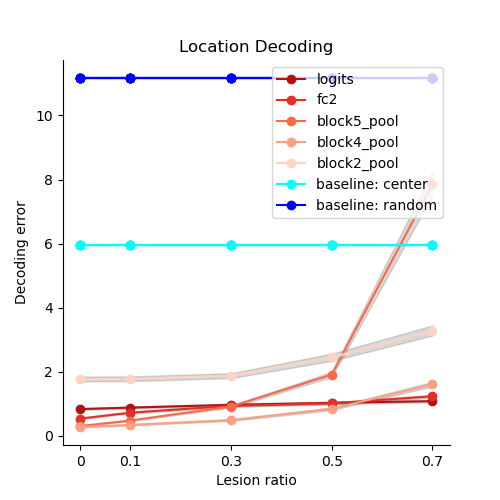 Location Decoding
logits
fc2
block5_pool
block4_pool
block2_pool
baseline: center
baseline: random
Decoding error
10
8
6
4
2
0
0 0.1 0.3 0.5 0.7
Lesion ratio